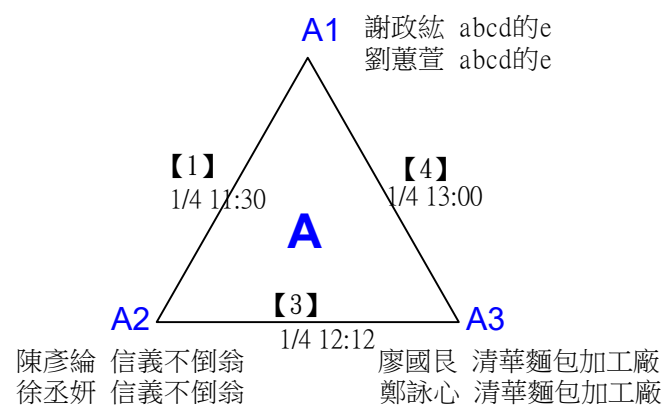 A1
謝政紘 abcd的e
劉蕙萱 abcd的e
【1】
1/4 11:30
【4】
1/4 13:00
A
【3】
1/4 12:12
A2
A3
陳彥綸 信義不倒翁
徐丞妍 信義不倒翁
廖國良 清華麵包加工廠
鄭詠心 清華麵包加工廠